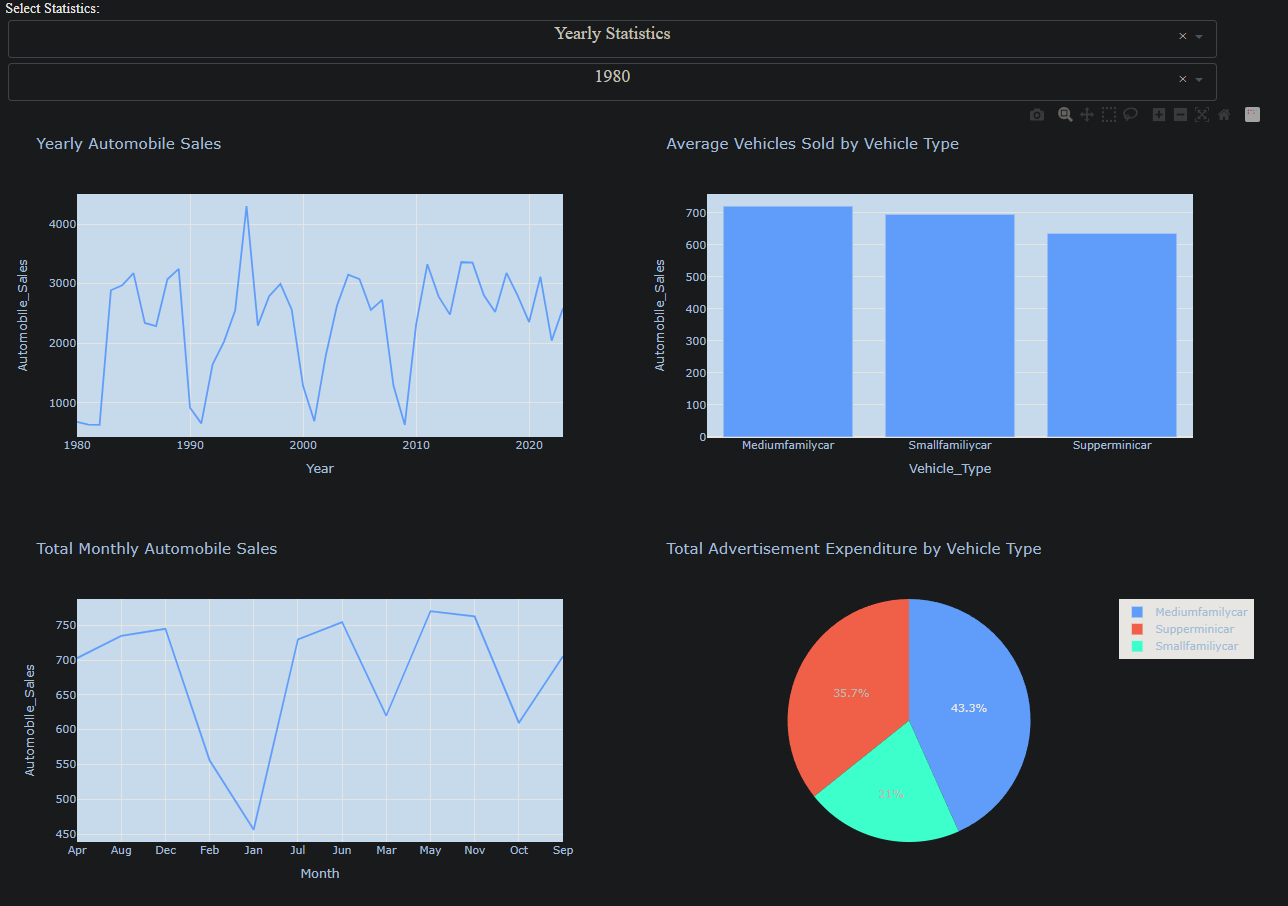 Select Statistics:
Yearly Statistics
×
1980
×
Yearly Automobile Sales
Automobile_Sales
4000
3000
2000
1000
1980
1990
2000
2010
2020
Year
Average Vehicles Sold by Vehicle Type
Automobile_Sales
700
600
500
400
300
200
100
0
Mediumfamilycar
Smallfamiliycar
Supperminicar
Vehicle_Type
Total Monthly Automobile Sales
Automobile_Sales
750
700
650
600
550
500
450
Apr
Aug
Dec
Feb
Jan
Jul
Jun
Mar
May
Nov
Oct
Sep
Month
Total Advertisement Expenditure by Vehicle Type
35.7%
43.3%
21%
Mediumfamilycar
Supperminicar
Smallfamiliycar